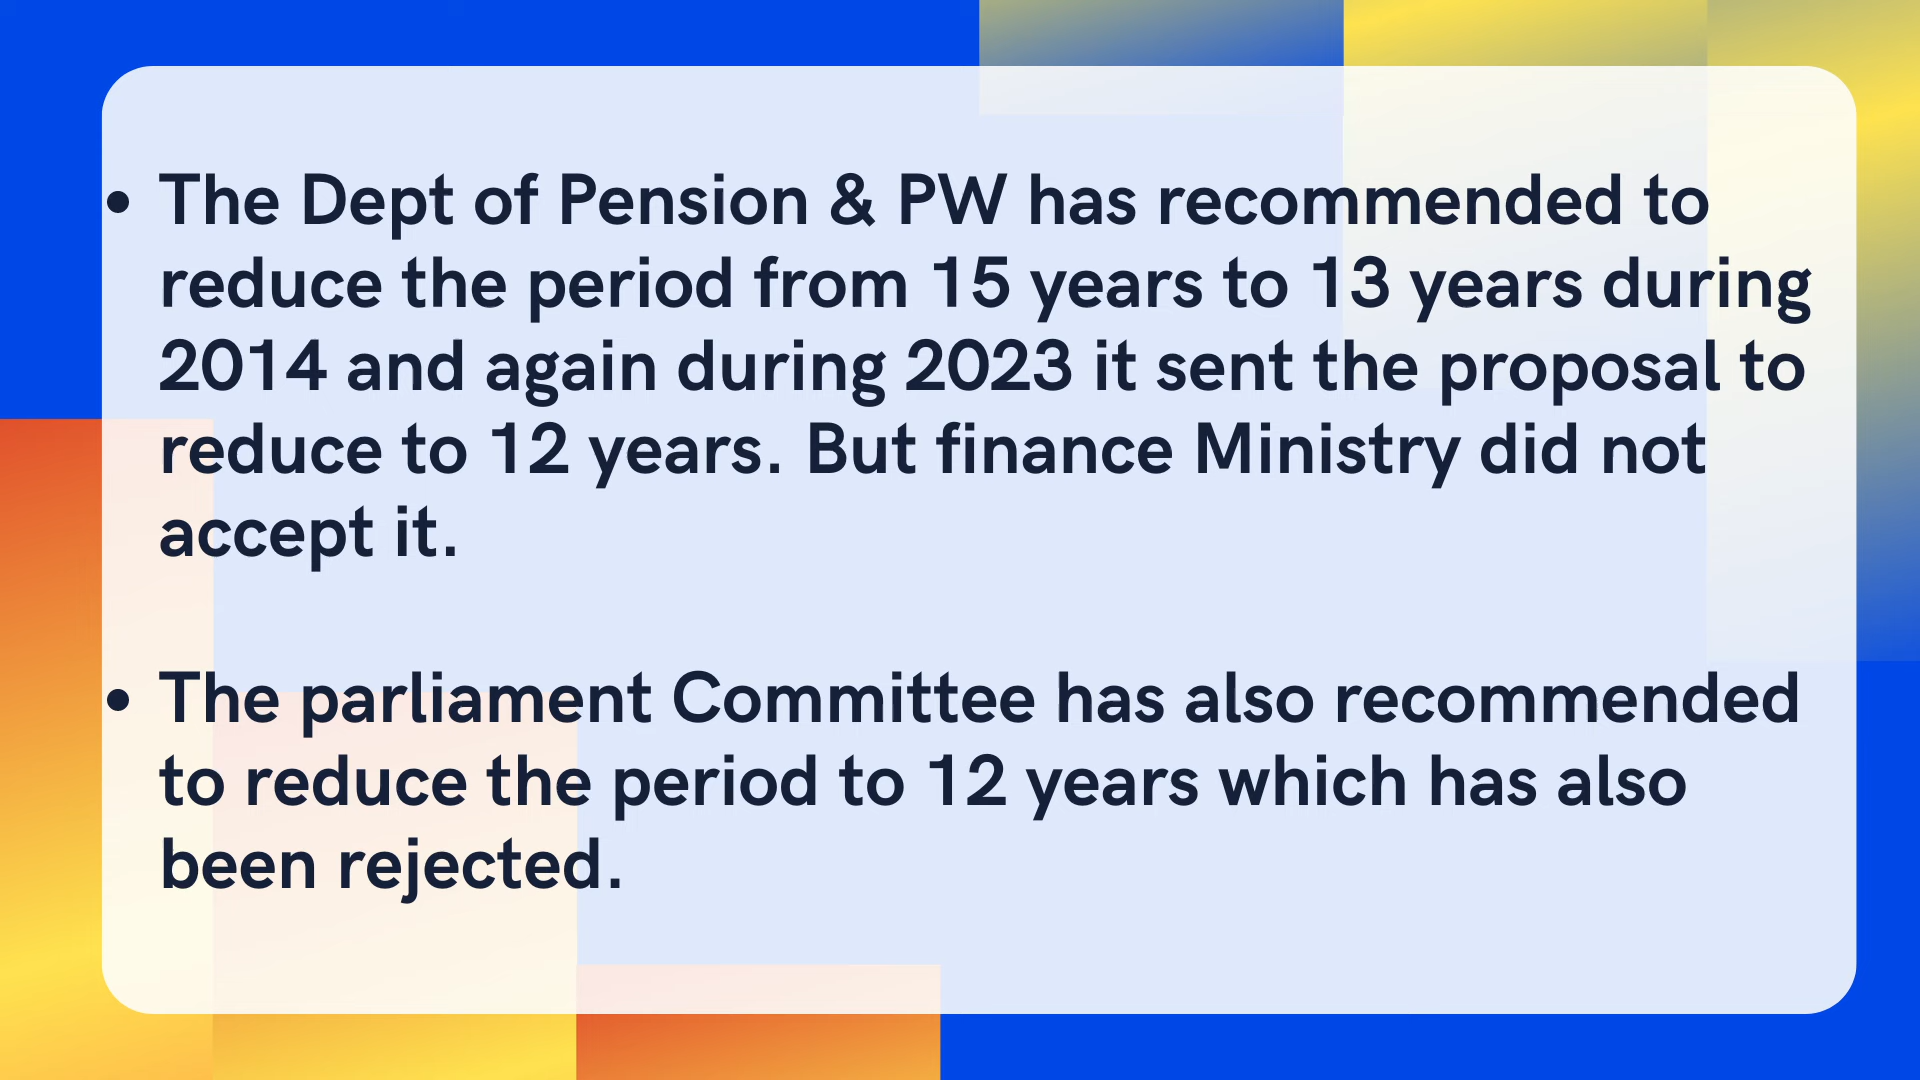 • The Dept of Pension & PW has recommended to
reduce the period from 15 years to 13 years during
2014 and again during 2023 it sent the proposal to
reduce to 12 years. But finance Ministry did not
accept it.
• The parliament Committee has also recommended
to reduce the period to 12 years which has also
been rejected.